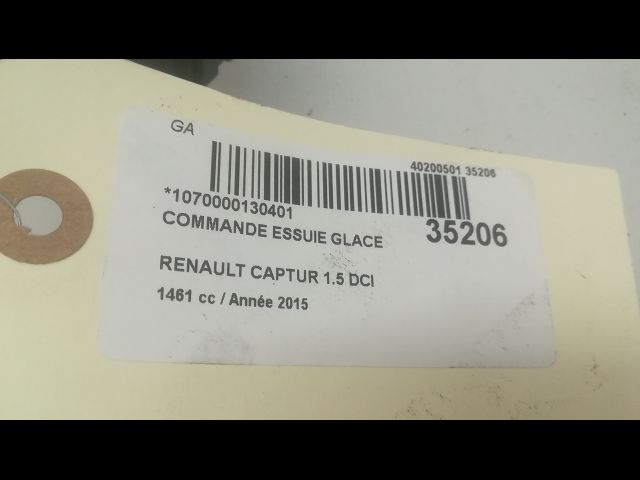 GA
40200501 35206
*1070000130401
COMMANDE ESSUIE GLACE
35206
RENAULT CAPTUR 1.5 DCI
1461 cc / Année 2015